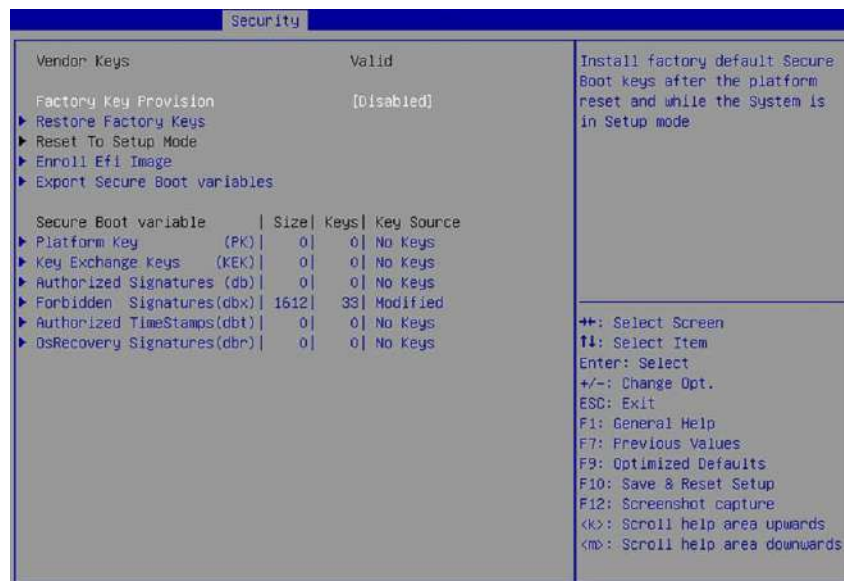 Security
Vendor Keys Valid
Factory Key Provision [Disabled]
Restore Factory Keys
Reset To Setup Mode
Enroll Efi Image
Export Secure Boot variables
Secure Boot variable | Size| Keys| Key Source
Platform Key (PK)| 0| 0| No Keys
Key Exchange Keys (KEK)| 0| 0| No Keys
Authorized Signatures (db)| 0| 0| No Keys
Forbidden Signatures(dbx)| 1612| 33| Modified
Authorized TimeStamps(dbt)| 0| 0| No Keys
OsRecovery Signatures(dbr)| 0| 0| No Keys
Install factory default Secure
Boot keys after the platform
reset and while the System is
in Setup mode
→←: Select Screen
↑↓: Select Item
Enter: Select
+/-: Change Opt.
ESC: Exit
F1: General Help
F7: Previous Values
F9: Optimized Defaults
F10: Save & Reset Setup
F12: Screenshot capture
<k>: Scroll help area upwards
<m>: Scroll help area downwards